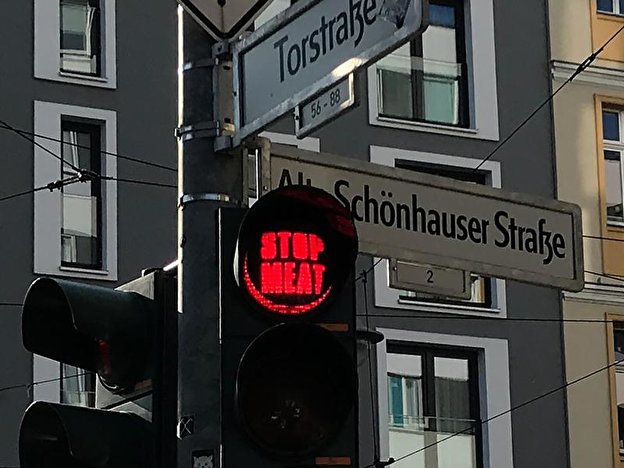 Torstraße
56 - 88
Alte Schönhauser Straße
2
STOP
MEAT